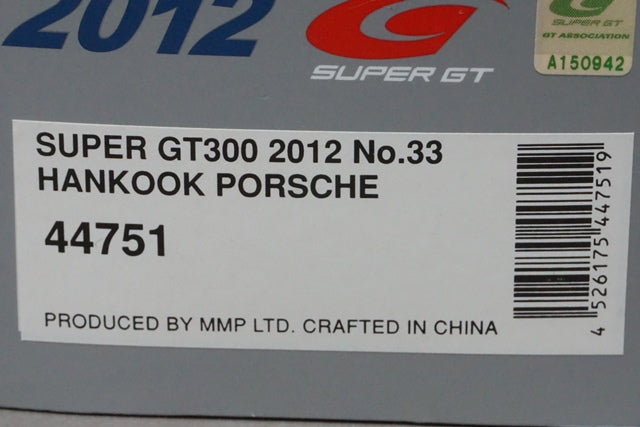 2012
SUPER GT
SUPER GT
GT ASSOCIATION
A150942
SUPER GT300 2012 No.33
HANKOOK PORSCHE
44751
PRODUCED BY MMP LTD. CRAFTED IN CHINA
4 526175 447519